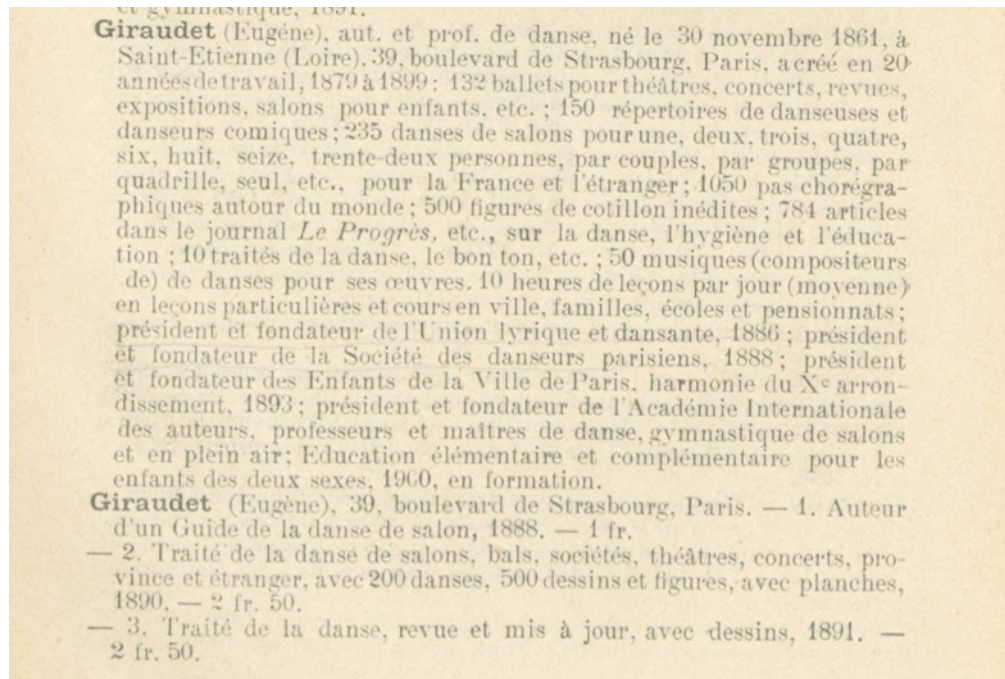 et gymnastique, 1891.
Giraudet (Eugéne), aut. et prof. de danse, né le 30 novembre 1861, à
Saint-Etienne (Loire), 39, boulevard de Strasbourg, Paris, a créé en 20
années de travail, 1879 à 1899 : 132 ballets pour théâtres, concerts, revues,
expositions, salons pour enfants, etc. ; 150 répertoires de danseuses et
danseurs comiques ; 235 danses de salons pour une, deux, trois, quatre,
six, huit, seize, trente-deux personnes, par couples, par groupes, par
quadrille, seul, etc., pour la France et l'étranger ; 1050 pas chorégra-
phiques autour du monde ; 500 figures de cotillon inédites ; 784 articles
dans le journal Le Progrès, etc., sur la danse, l'hygiène et l'éduca-
tion ; 10 traités de la danse, le bon ton, etc. ; 50 musiques (compositeurs
de) de danses pour ses œuvres. 10 heures de leçons par jour (moyenne)
en leçons particulières et cours en ville, familles, écoles et pensionnats ;
président et fondateur de l'Union lyrique et dansante, 1886 ; président
et fondateur de la Société des danseurs parisiens, 1888 ; président
et fondateur des Enfants de la Ville de Paris, harmonie du Xe arron-
dissement, 1893 ; président et fondateur de l'Académie Internationale
des auteurs, professeurs et maîtres de danse, gymnastique de salons
et en plein air ; Education élémentaire et complémentaire pour les
enfants des deux sexes, 1900, en formation.
Giraudet (Eugène), 39, boulevard de Strasbourg, Paris. — 1. Auteur
d'un Guide de la danse de salon, 1888. — 1 fr.
— 2. Traité de la danse de salons, bals, sociétés, théâtres, concerts, pro-
vince et étranger, avec 200 danses, 500 dessins et figures, avec planches,
1890. — 2 fr. 50.
— 3. Traité de la danse, revue et mis à jour, avec dessins, 1891. —
2 fr. 50.